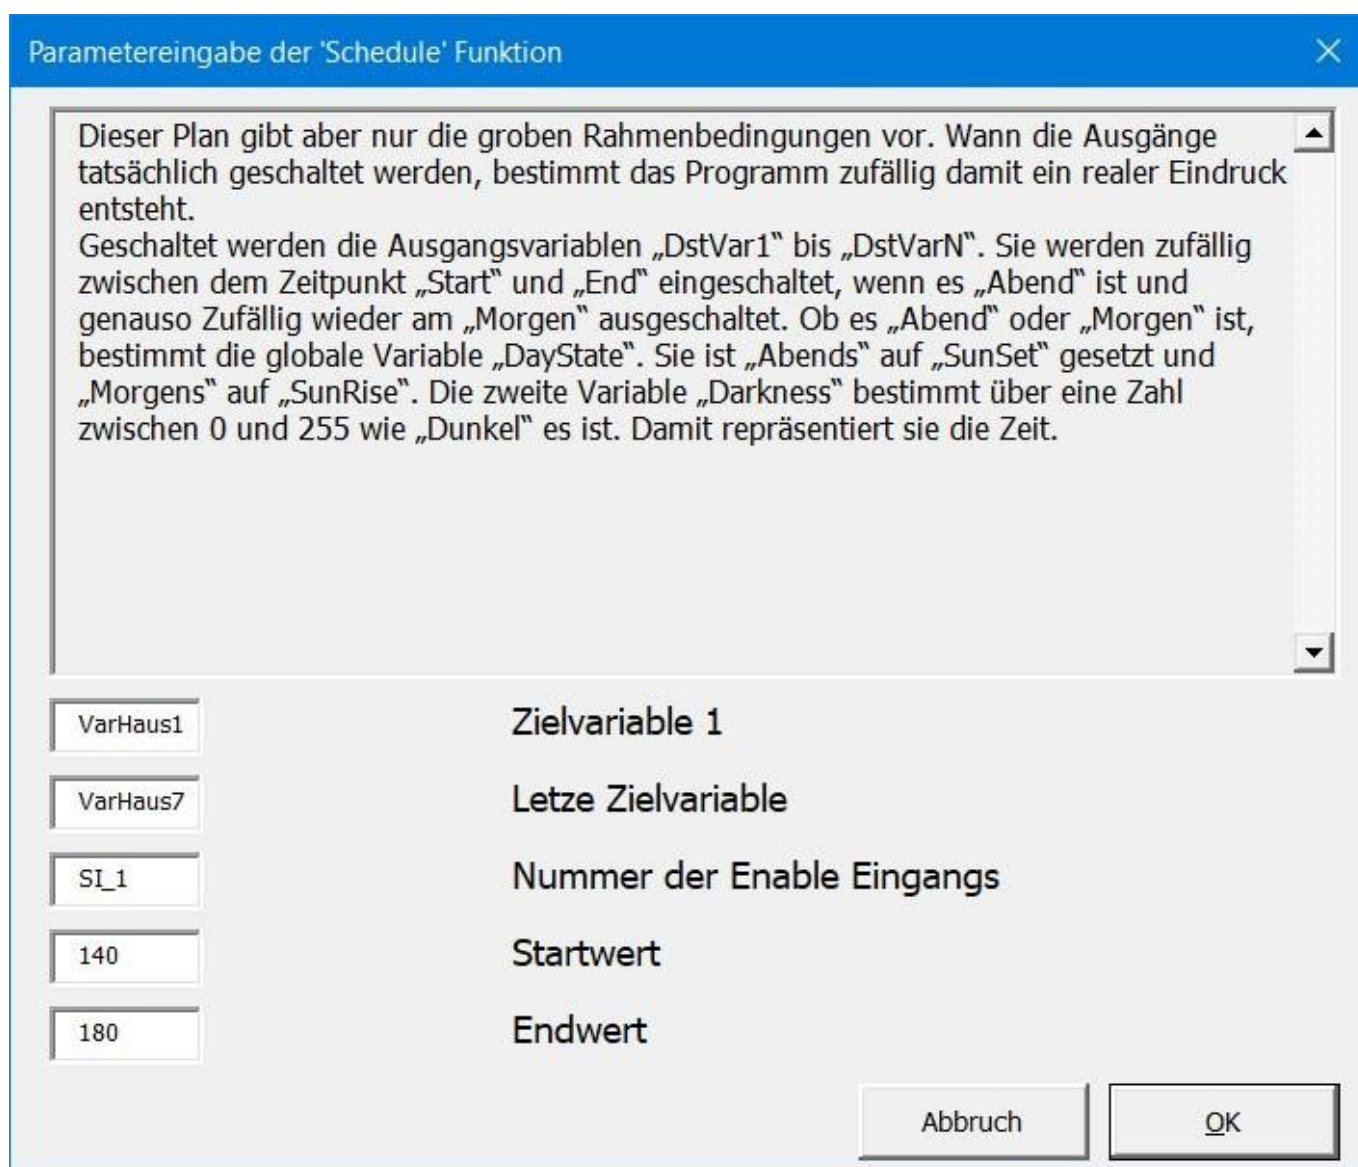 Parametereingabe der 'Schedule' Funktion
Dieser Plan gibt aber nur die groben Rahmenbedingungen vor. Wann die Ausgänge
tatsächlich geschaltet werden, bestimmt das Programm zufällig damit ein realer Eindruck
entsteht.
Geschaltet werden die Ausgangsvariablen „DstVar1“ bis „DstVarN“. Sie werden zufällig
zwischen dem Zeitpunkt „Start“ und „End“ eingeschaltet, wenn es „Abend“ ist und
genauso Zufällig wieder am „Morgen“ ausgeschaltet. Ob es „Abend“ oder „Morgen“ ist,
bestimmt die globale Variable „DayState“. Sie ist „Abends“ auf „SunSet“ gesetzt und
„Morgens“ auf „SunRise“. Die zweite Variable „Darkness“ bestimmt über eine Zahl
zwischen 0 und 255 wie „Dunkel“ es ist. Damit repräsentiert sie die Zeit.
VarHaus1 Zielvariable 1
VarHaus7 Letze Zielvariable
SI_1 Nummer der Enable Eingangs
140 Startwert
180 Endwert
Abbruch OK